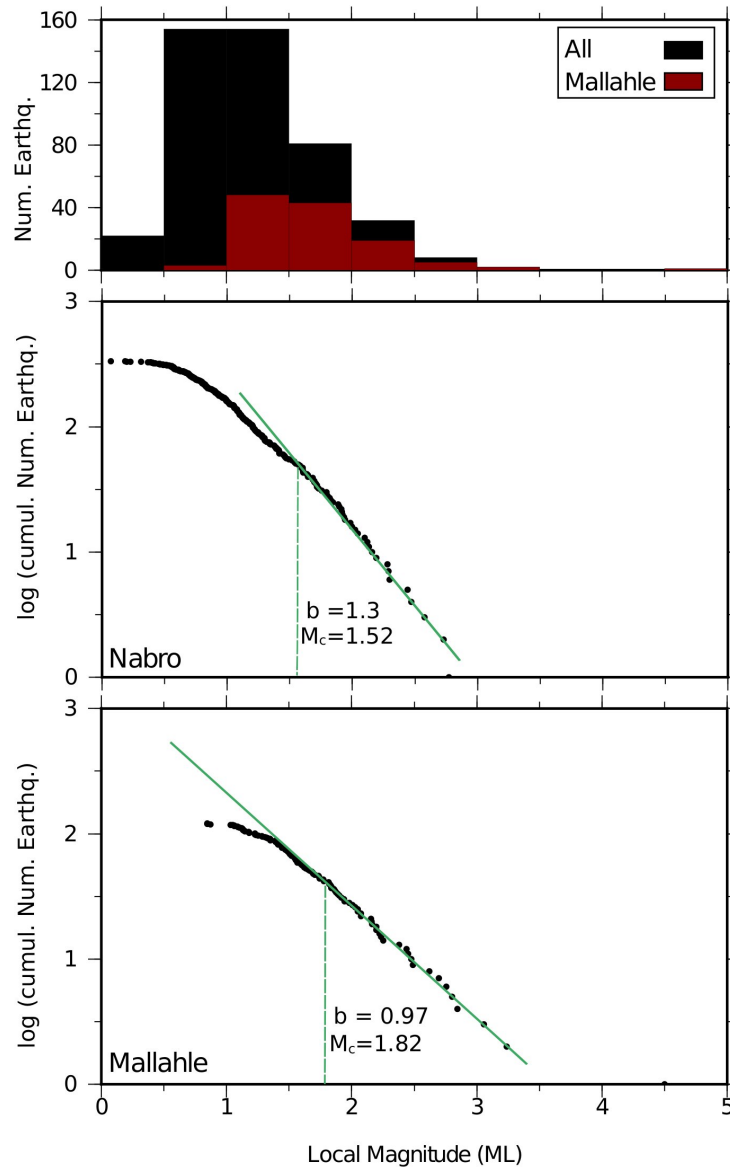 160
120
80
40
0
Num. Earthq.
All
Mallahle
3
2
1
0
log (cumul. Num. Earthq.)
b =1.3
Mc=1.52
Nabro
3
2
1
0
log (cumul. Num. Earthq.)
b = 0.97
Mc=1.82
Mallahle
0 1 2 3 4 5
Local Magnitude (ML)